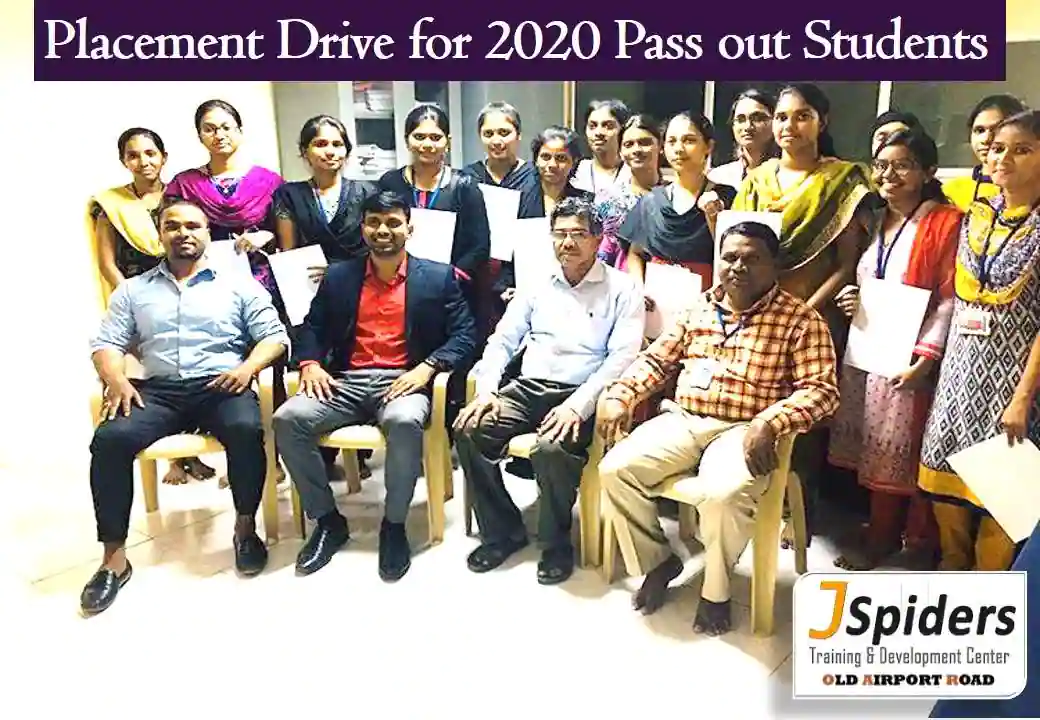 Placement Drive for 2020 Pass out Students
JSpiders
Training & Development Center
OLD AIRPORT ROAD